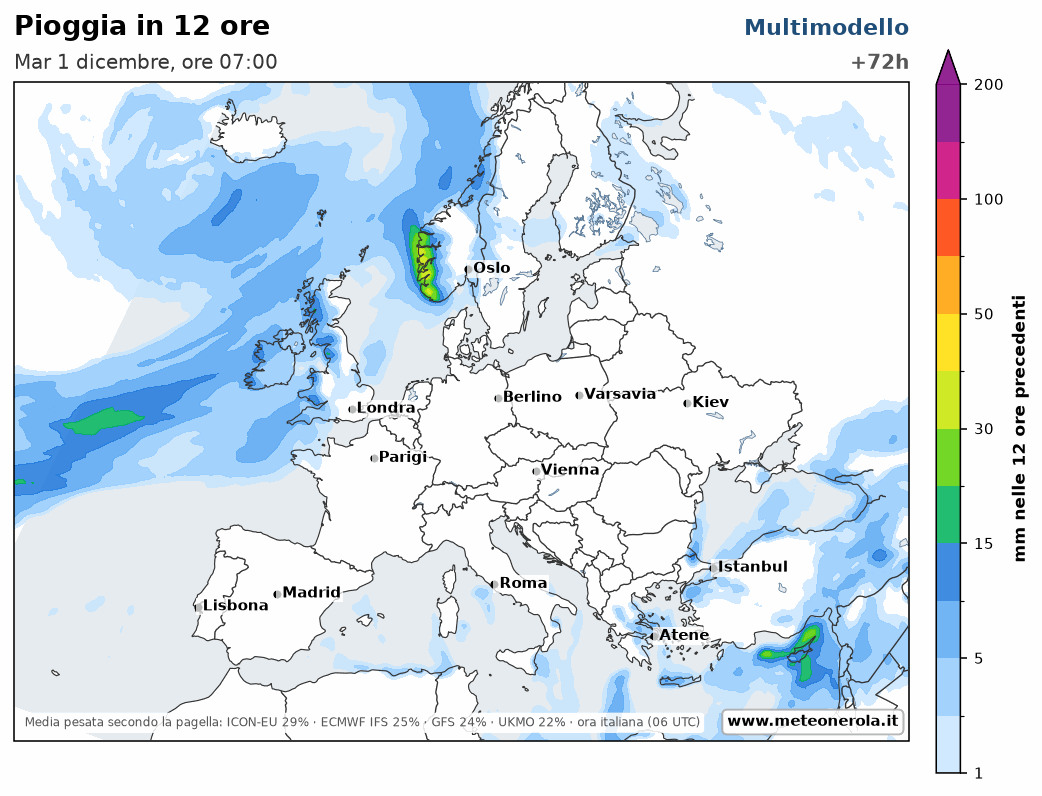 Pioggia in 12 ore
Multimodello
Mar 1 dicembre, ore 07:00
+72h
200
100
50
30
15
5
1
mm nelle 12 ore precedenti
Oslo
Berlino
Varsavia
Kiev
Londra
Parigi
Vienna
Istanbul
Roma
Madrid
Lisbona
Atene
Media pesata secondo la pagella: ICON-EU 29% · ECMWF IFS 25% · GFS 24% · UKMO 22% · ora italiana (06 UTC)
www.meteonerola.it